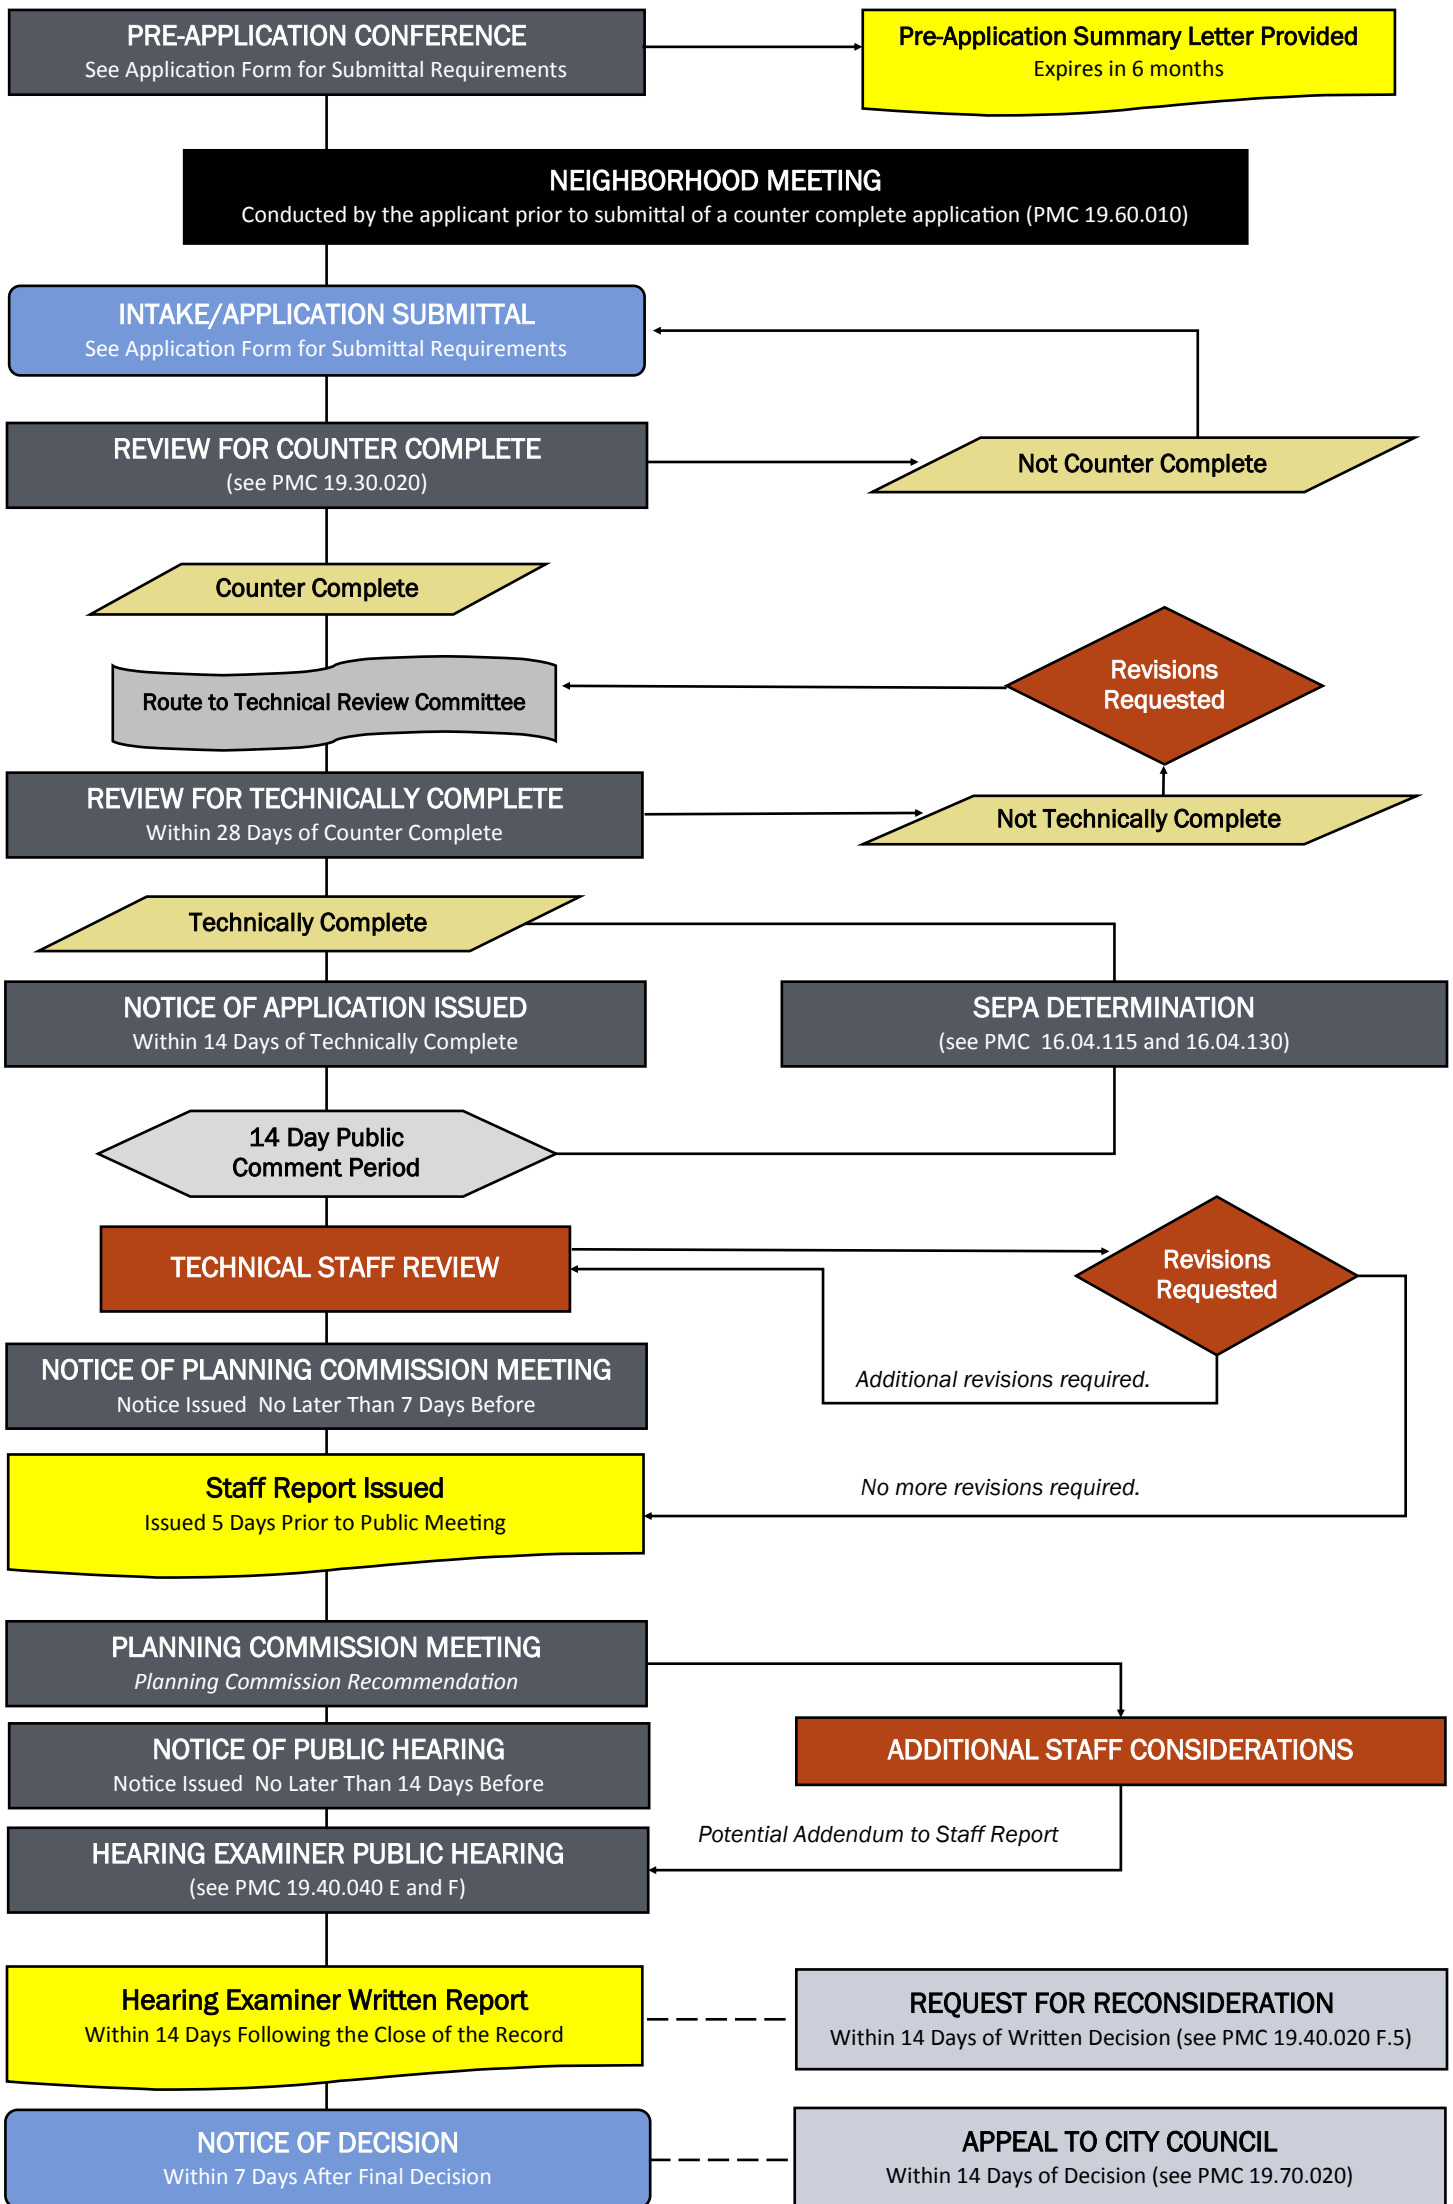 PRE-APPLICATION CONFERENCE
See Application Form for Submittal Requirements
Pre-Application Summary Letter Provided
Expires in 6 months
NEIGHBORHOOD MEETING
Conducted by the applicant prior to submittal of a counter complete application (PMC 19.60.010)
INTAKE/APPLICATION SUBMITTAL
See Application Form for Submittal Requirements
REVIEW FOR COUNTER COMPLETE
(see PMC 19.30.020)
Not Counter Complete
Counter Complete
Route to Technical Review Committee
Revisions
Requested
REVIEW FOR TECHNICALLY COMPLETE
Within 28 Days of Counter Complete
Not Technically Complete
Technically Complete
NOTICE OF APPLICATION ISSUED
Within 14 Days of Technically Complete
SEPA DETERMINATION
(see PMC  16.04.115 and 16.04.130)
14 Day Public
Comment Period
TECHNICAL STAFF REVIEW
Revisions
Requested
NOTICE OF PLANNING COMMISSION MEETING
Notice Issued  No Later Than 7 Days Before
Additional revisions required.
Staff Report Issued
Issued 5 Days Prior to Public Meeting
No more revisions required.
PLANNING COMMISSION MEETING
Planning Commission Recommendation
NOTICE OF PUBLIC HEARING
Notice Issued  No Later Than 14 Days Before
ADDITIONAL STAFF CONSIDERATIONS
Potential Addendum to Staff Report
HEARING EXAMINER PUBLIC HEARING
(see PMC 19.40.040 E and F)
Hearing Examiner Written Report
Within 14 Days Following the Close of the Record
REQUEST FOR RECONSIDERATION
Within 14 Days of Written Decision (see PMC 19.40.020 F.5)
NOTICE OF DECISION
Within 7 Days After Final Decision
APPEAL TO CITY COUNCIL
Within 14 Days of Decision (see PMC 19.70.020)